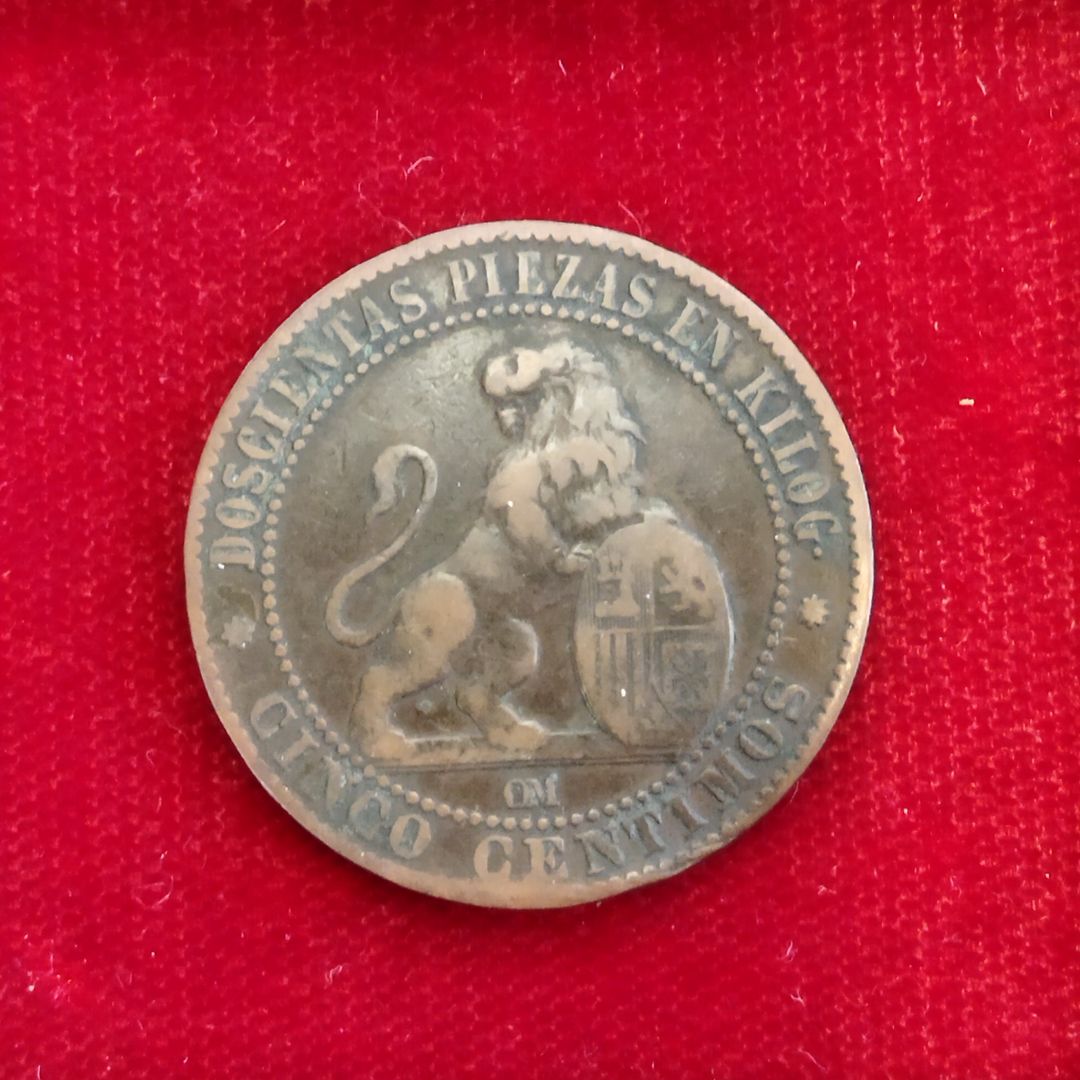 DOSCIENTAS PIEZAS EN KILOG.
CINCO CENTIMOS
OM